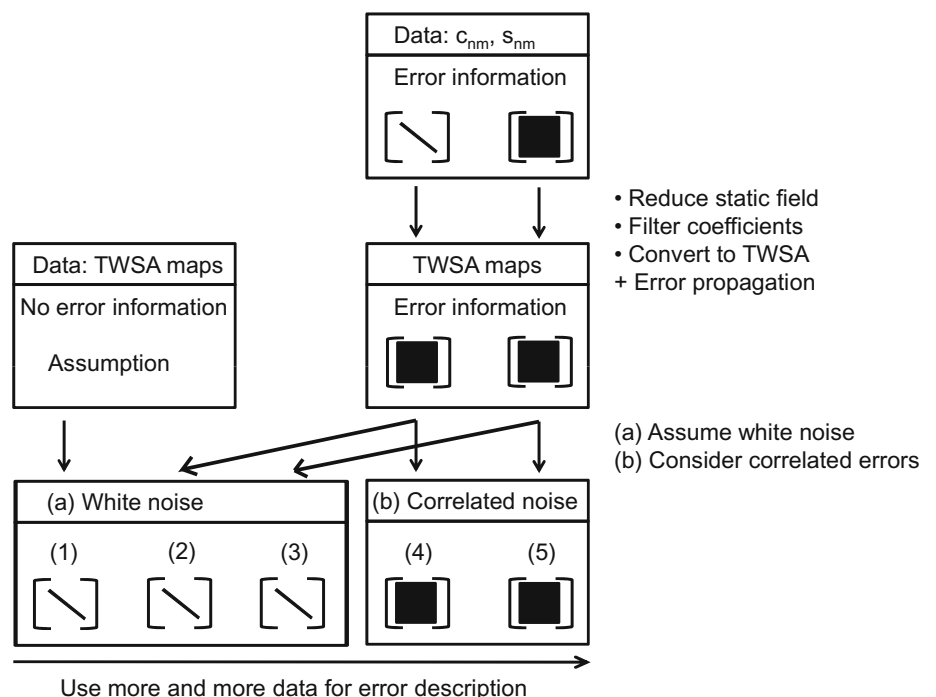 Data: cnm, snm
Error information
• Reduce static field
• Filter coefficients
• Convert to TWSA
+ Error propagation
Data: TWSA maps
No error information
Assumption
TWSA maps
Error information
(a) Assume white noise
(b) Consider correlated errors
(a) White noise
(1) (2) (3)
(b) Correlated noise
(4) (5)
Use more and more data for error description